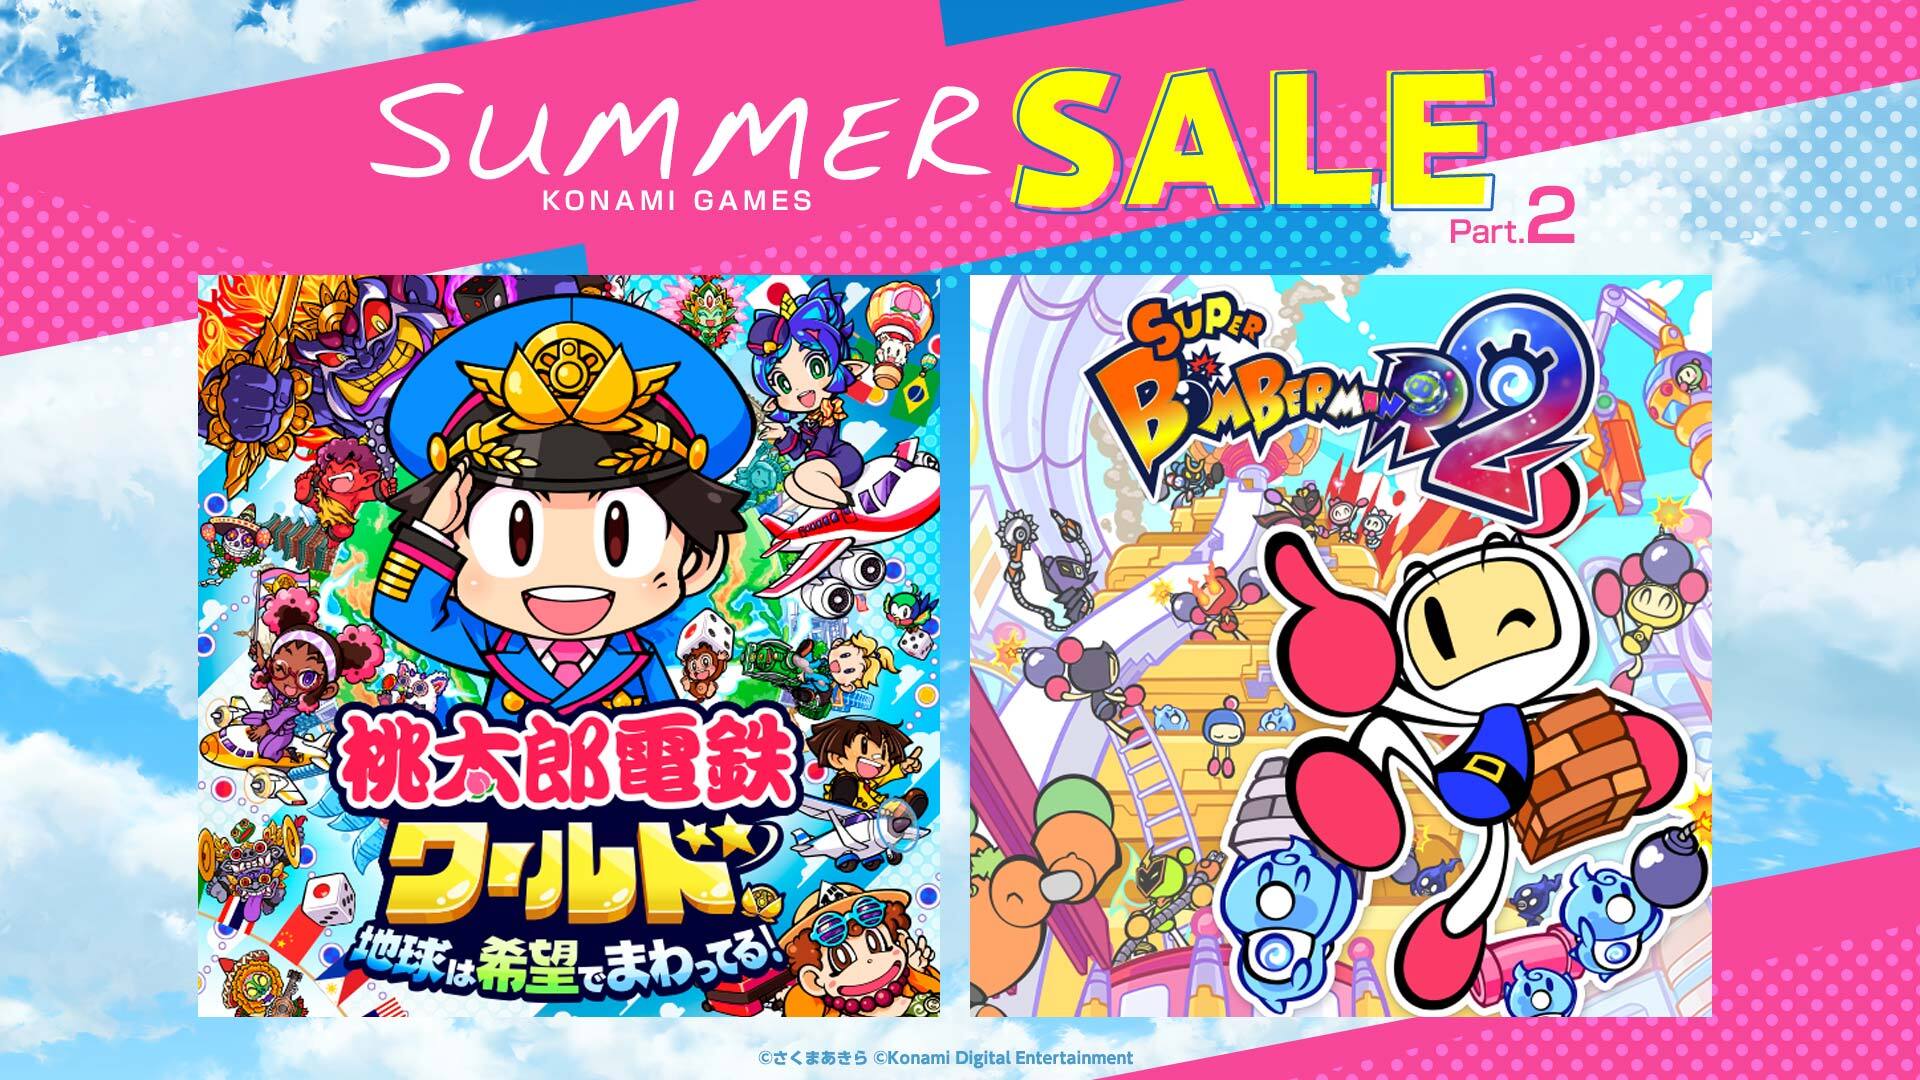 SUMMER SALE
KONAMI GAMES
Part.2
桃太郎電鉄
ワールド
地球は希望でまわってる!
SUPER
BOMBERMAN R2
©さくまあきら ©Konami Digital Entertainment